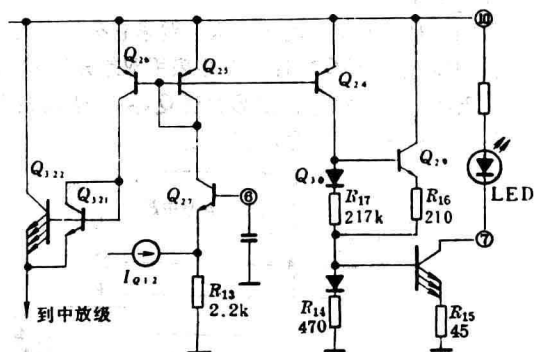 ⑩
Q₂₆
Q₂₅
Q₂₄
Q₃₂₂
Q₃₂₁
Q₂₇
⑥
Q₃₀
R₁₇
217k
Q₂₉
R₁₆
210
LED
⑦
I_Q12
R₁₃
2.2k
R₁₄
470
R₁₅
45
到中放级